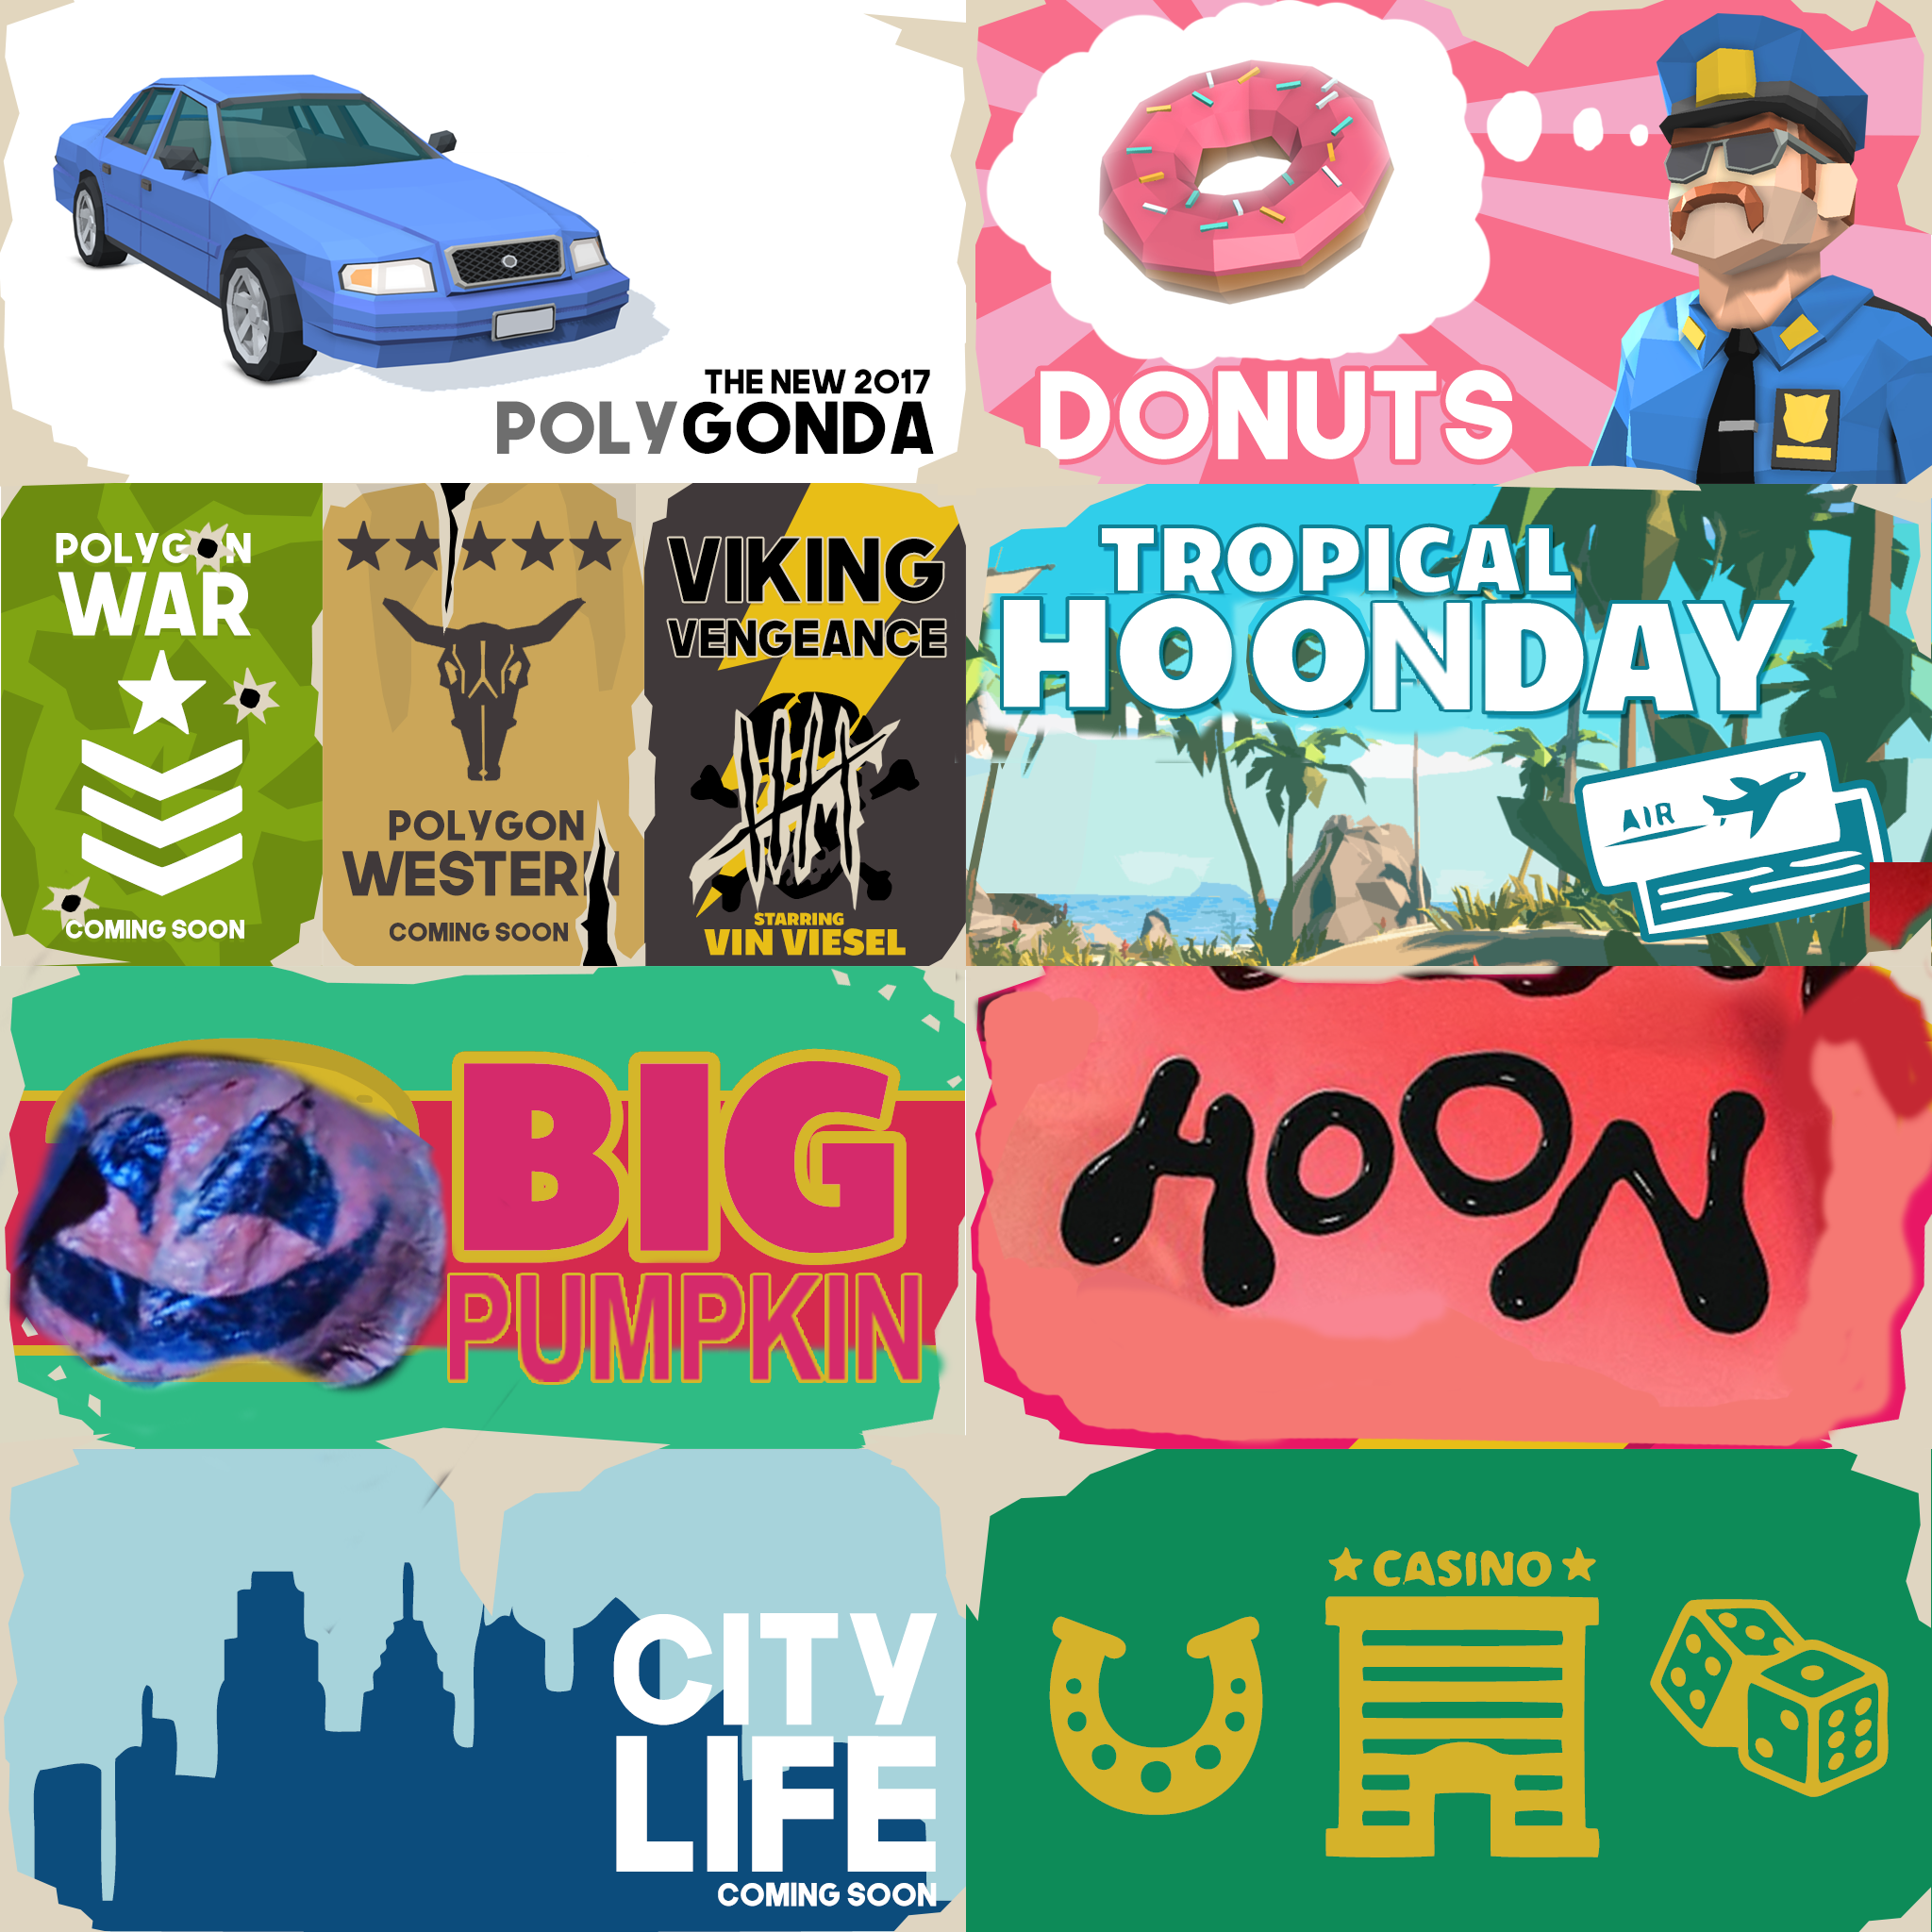 THE NEW 2017
POLYGONDA
DONUTS
POLYGON
WAR
COMING SOON
POLYGON
WESTERN
COMING SOON
VIKING
VENGEANCE
STARRING
VIN VIESEL
TROPICAL
HOONDAY
AIR
BIG
PUMPKIN
HOON
CITY
LIFE
COMING SOON
CASINO